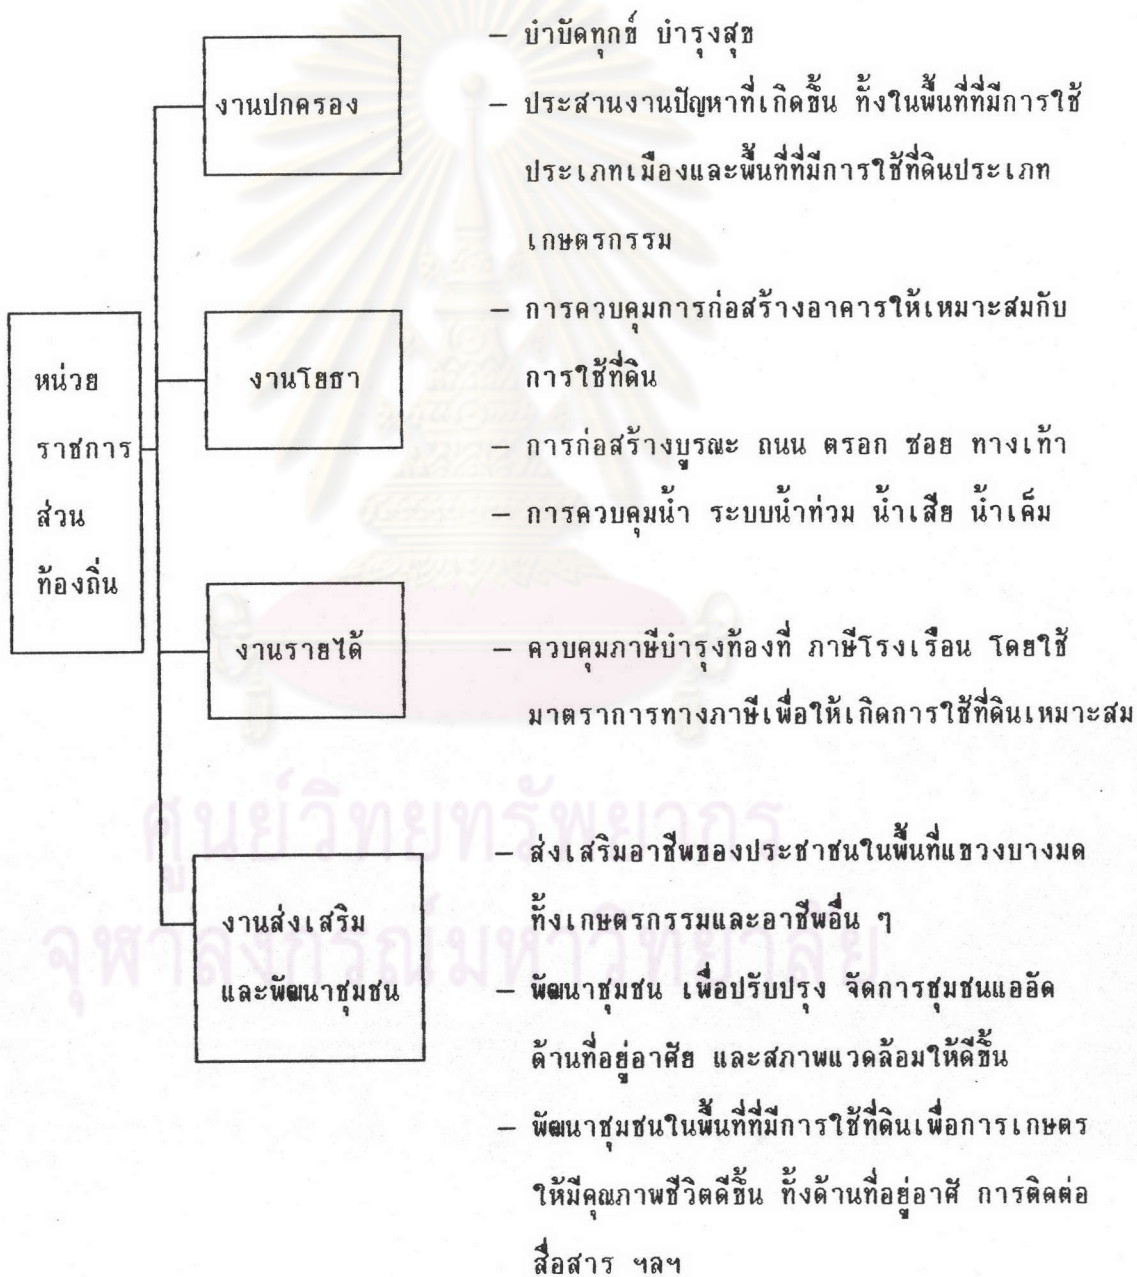 หน่วย
ราชการ
ส่วน
ท้องถิ่น
งานปกครอง
– บำบัดทุกข์ บำรุงสุข
– ประสานงานปัญหาที่เกิดขึ้น ทั้งในพื้นที่ที่มีการใช้
ประเภทเมืองและพื้นที่ที่มีการใช้ที่ดินประเภท
เกษตรกรรม
งานโยธา
– การควบคุมการก่อสร้างอาคารให้เหมาะสมกับ
การใช้ที่ดิน
– การก่อสร้างบูรณะ ถนน ตรอก ซอย ทางเท้า
– การควบคุมน้ำ ระบบน้ำท่วม น้ำเสีย น้ำเค็ม
งานรายได้
– ควบคุมภาษีบำรุงท้องที่ ภาษีโรงเรือน โดยใช้
มาตราการทางภาษีเพื่อให้เกิดการใช้ที่ดินเหมาะสม
งานส่งเสริม
และพัฒนาชุมชน
– ส่งเสริมอาชีพของประชาชนในพื้นที่แขวงบางมด
ทั้งเกษตรกรรมและอาชีพอื่น ๆ
– พัฒนาชุมชน เพื่อปรับปรุง จัดการชุมชนแออัด
ด้านที่อยู่อาศัย และสภาพแวดล้อมให้ดีขึ้น
– พัฒนาชุมชนในพื้นที่ที่มีการใช้ที่ดินเพื่อการเกษตร
ให้มีคุณภาพชีวิตดีขึ้น ทั้งด้านที่อยู่อาศั การติดต่อ
สื่อสาร ฯลฯ
ศูนย์วิทยทรัพยากร
จุฬาลงกรณ์มหาวิทยาลัย